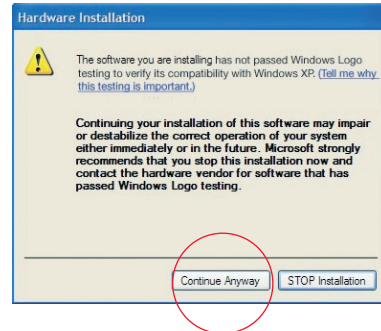 Hardware Installation
The software you are installing has not passed Windows Logo
testing to verify its compatibility with Windows XP. (Tell me why
this testing is important.)
Continuing your installation of this software may impair
or destabilize the correct operation of your system
either immediately or in the future. Microsoft strongly
recommends that you stop this installation now and
contact the hardware vendor for software that has
passed Windows Logo testing.
Continue Anyway STOP Installation